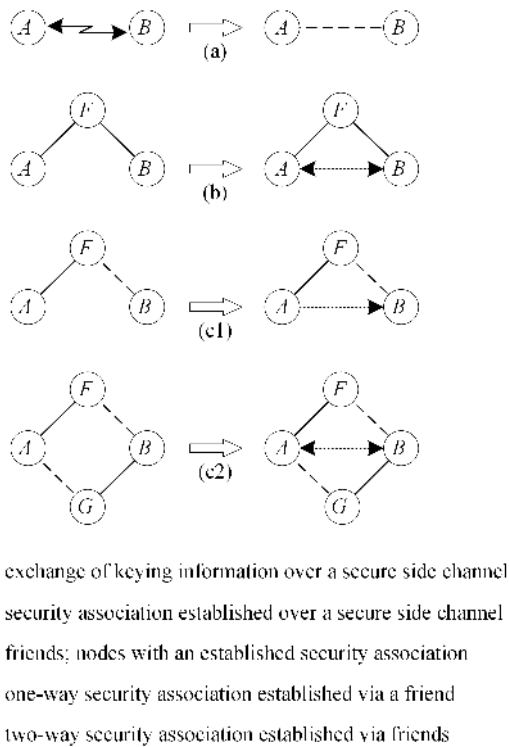 A B A B
(a)
F F
A B A B
(b)
F F
A B A B
(c1)
F F
A B A B
(c2)
G G
exchange of keying information over a secure side channel
security association established over a secure side channel
friends; nodes with an established security association
one-way security association established via a friend
two-way security association established via friends